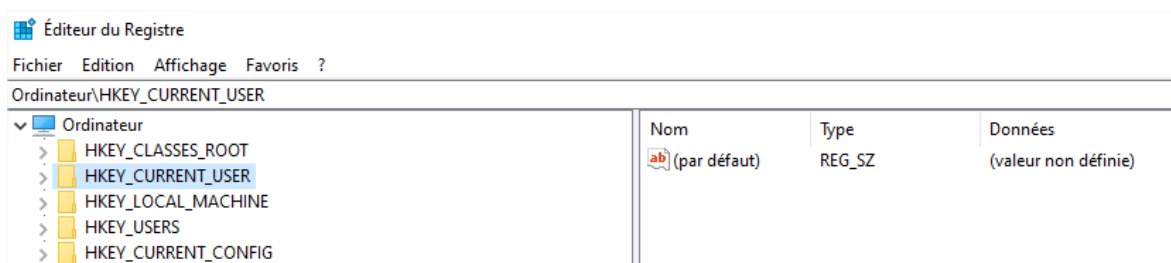 Éditeur du Registre
Fichier Edition Affichage Favoris ?
Ordinateur\HKEY_CURRENT_USER
Ordinateur
HKEY_CLASSES_ROOT
HKEY_CURRENT_USER
HKEY_LOCAL_MACHINE
HKEY_USERS
HKEY_CURRENT_CONFIG
Nom Type Données
ab (par défaut) REG_SZ (valeur non définie)